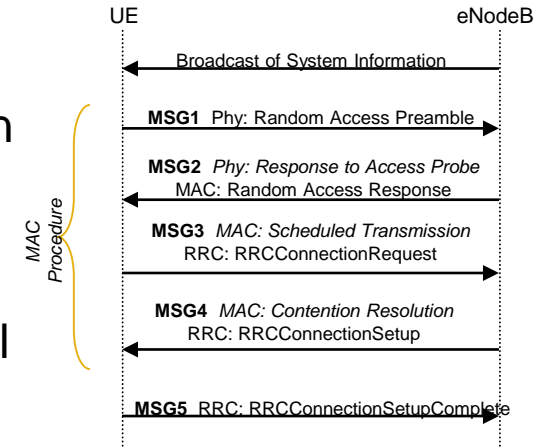 UE eNodeB
Broadcast of System Information
n
MSG1 Phy: Random Access Preamble
MSG2 Phy: Response to Access Probe
MAC: Random Access Response
MAC
Procedure
MSG3 MAC: Scheduled Transmission
RRC: RRCConnectionRequest
MSG4 MAC: Contention Resolution
RRC: RRCConnectionSetup
l
MSG5 RRC: RRCConnectionSetupComplete